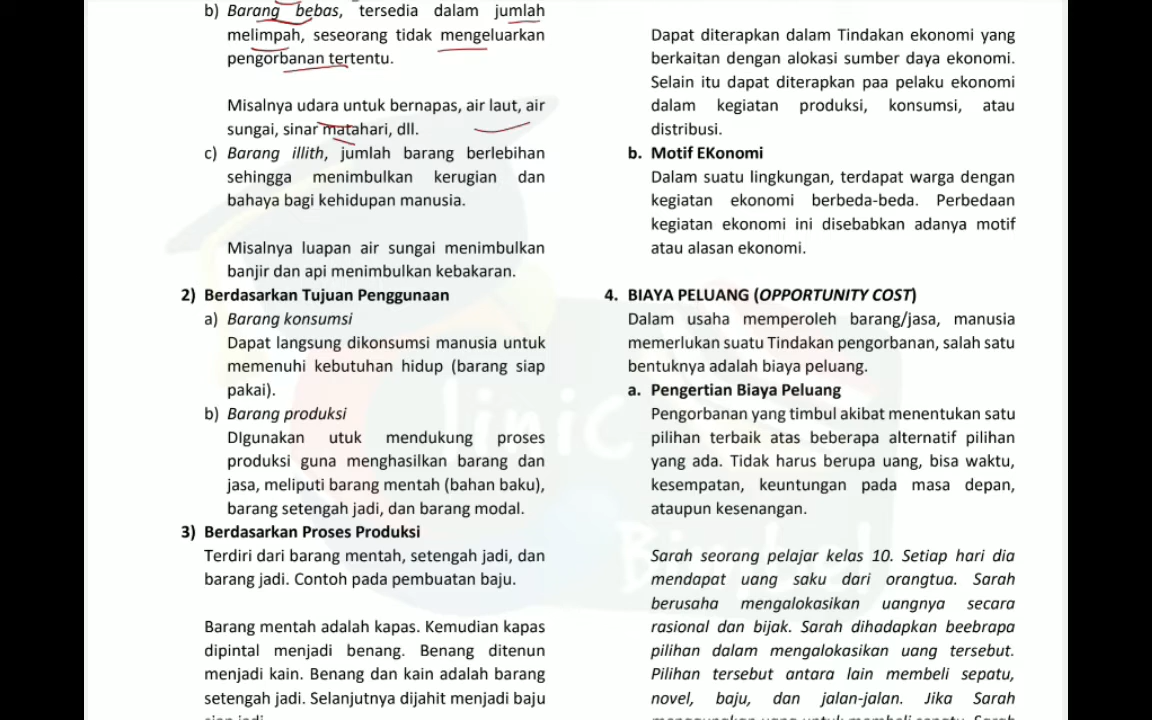 b) Barang bebas, tersedia dalam jumlah
melimpah, seseorang tidak mengeluarkan
pengorbanan tertentu.
Misalnya udara untuk bernapas, air laut, air
sungai, sinar matahari, dll.
c) Barang illith, jumlah barang berlebihan
sehingga menimbulkan kerugian dan
bahaya bagi kehidupan manusia.
Misalnya luapan air sungai menimbulkan
banjir dan api menimbulkan kebakaran.
2) Berdasarkan Tujuan Penggunaan
a) Barang konsumsi
Dapat langsung dikonsumsi manusia untuk
memenuhi kebutuhan hidup (barang siap
pakai).
b) Barang produksi
DIgunakan utuk mendukung proses
produksi guna menghasilkan barang dan
jasa, meliputi barang mentah (bahan baku),
barang setengah jadi, dan barang modal.
3) Berdasarkan Proses Produksi
Terdiri dari barang mentah, setengah jadi, dan
barang jadi. Contoh pada pembuatan baju.
Barang mentah adalah kapas. Kemudian kapas
dipintal menjadi benang. Benang ditenun
menjadi kain. Benang dan kain adalah barang
setengah jadi. Selanjutnya dijahit menjadi baju
Dapat diterapkan dalam Tindakan ekonomi yang
berkaitan dengan alokasi sumber daya ekonomi.
Selain itu dapat diterapkan paa pelaku ekonomi
dalam kegiatan produksi, konsumsi, atau
distribusi.
b. Motif EKonomi
Dalam suatu lingkungan, terdapat warga dengan
kegiatan ekonomi berbeda-beda. Perbedaan
kegiatan ekonomi ini disebabkan adanya motif
atau alasan ekonomi.
4. BIAYA PELUANG (OPPORTUNITY COST)
Dalam usaha memperoleh barang/jasa, manusia
memerlukan suatu Tindakan pengorbanan, salah satu
bentuknya adalah biaya peluang.
a. Pengertian Biaya Peluang
Pengorbanan yang timbul akibat menentukan satu
pilihan terbaik atas beberapa alternatif pilihan
yang ada. Tidak harus berupa uang, bisa waktu,
kesempatan, keuntungan pada masa depan,
ataupun kesenangan.
Sarah seorang pelajar kelas 10. Setiap hari dia
mendapat uang saku dari orangtua. Sarah
berusaha mengalokasikan uangnya secara
rasional dan bijak. Sarah dihadapkan beebrapa
pilihan dalam mengalokasikan uang tersebut.
Pilihan tersebut antara lain membeli sepatu,
novel, baju, dan jalan-jalan. Jika Sarah